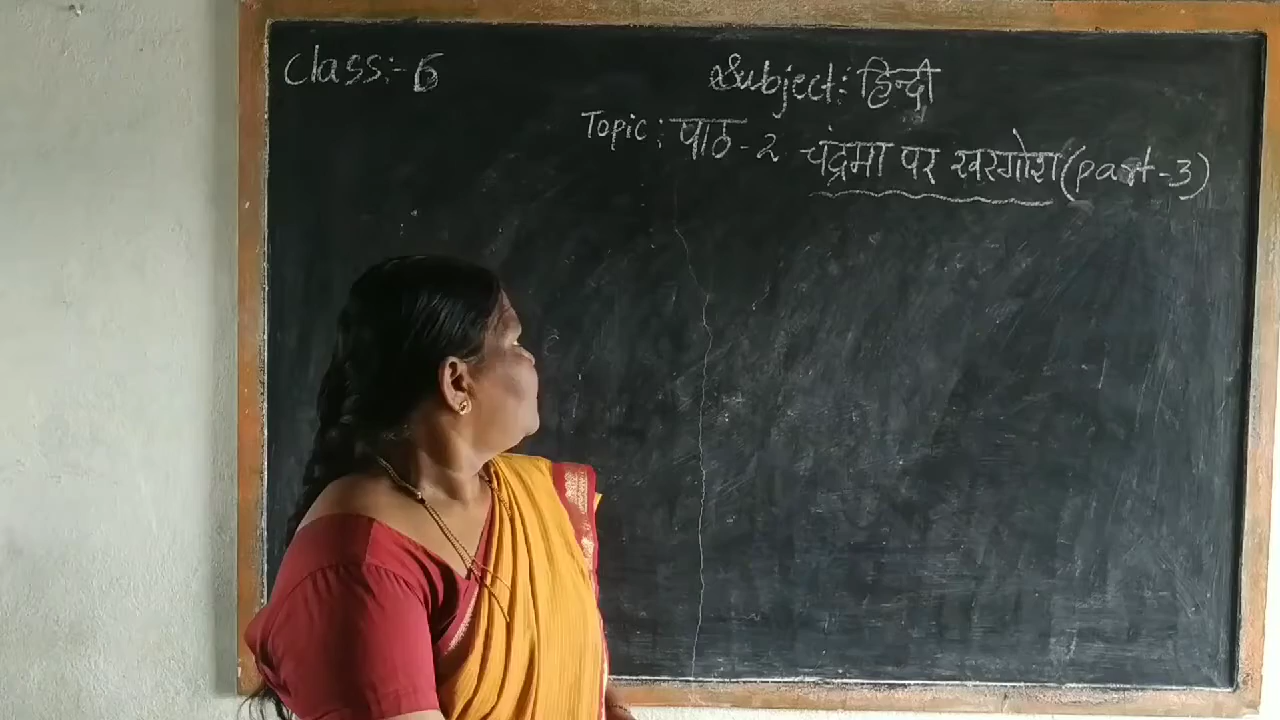 Class:- 6
Subject: हिन्दी
Topic: पाठ - 2 चंद्रमा पर खरगोश (part-3)